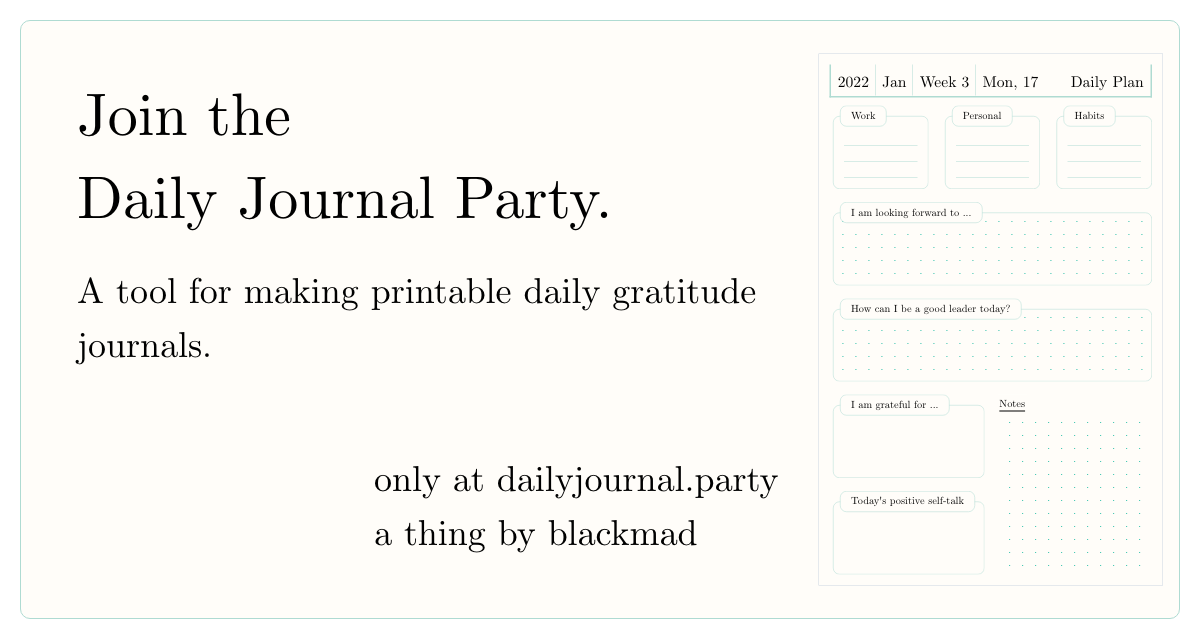 Join the
Daily Journal Party.
A tool for making printable daily gratitude
journals.
only at dailyjournal.party
a thing by blackmad
2022 Jan Week 3 Mon, 17 Daily Plan
Work Personal Habits
I am looking forward to ...
How can I be a good leader today?
I am grateful for ... Notes
Today's positive self-talk